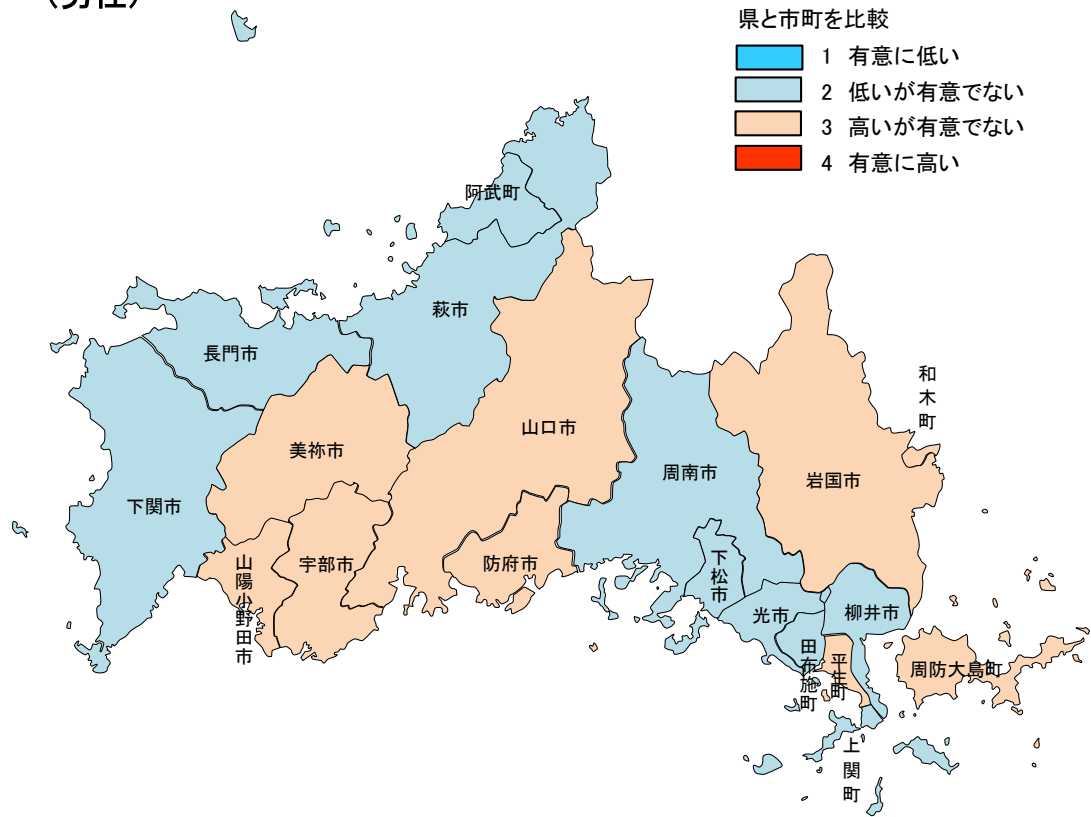 県と市町を比較
1 有意に低い
2 低いが有意でない
3 高いが有意でない
4 有意に高い
阿武町
萩市
長門市
和木町
山口市
美祢市
周南市
岩国市
下関市
山陽小野田市
宇部市
防府市
下松市
光市
柳井市
田布施町
平生町
周防大島町
上関町